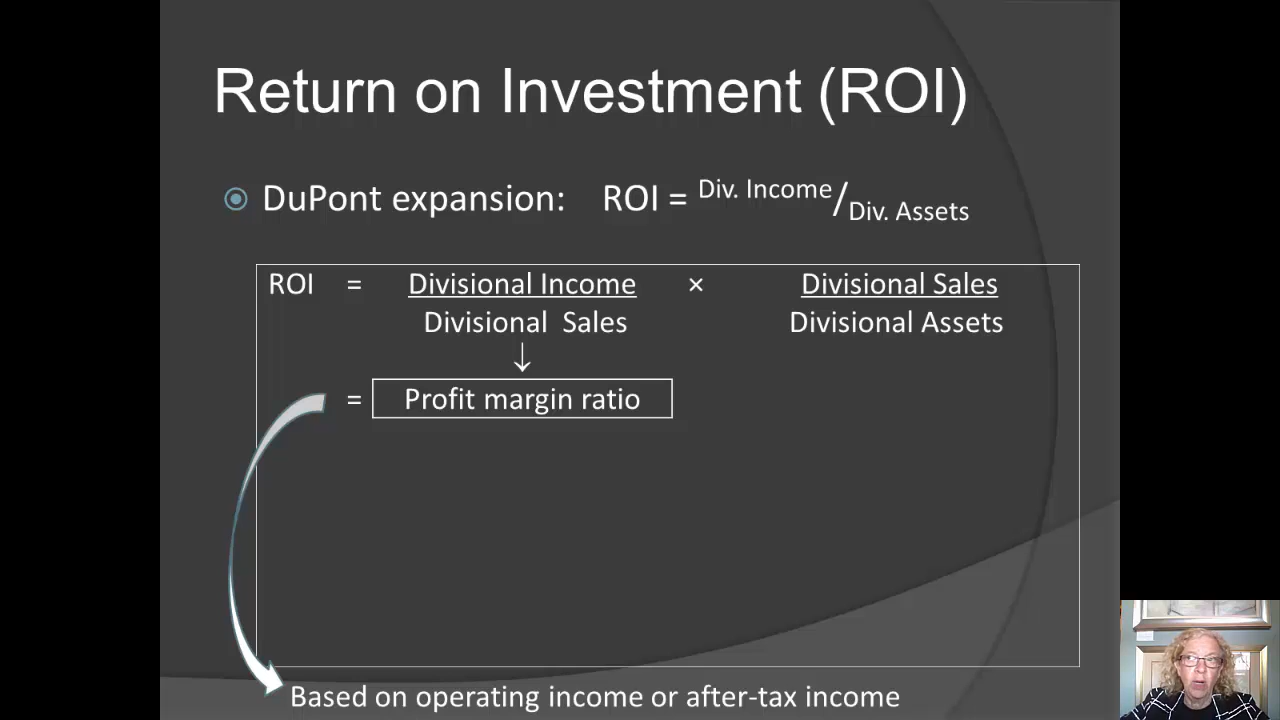 Return on Investment (ROI)
DuPont expansion: ROI = Div. Income/Div. Assets
ROI = Divisional Income × Divisional Sales
Divisional Sales Divisional Assets
↓
= Profit margin ratio
Based on operating income or after-tax income